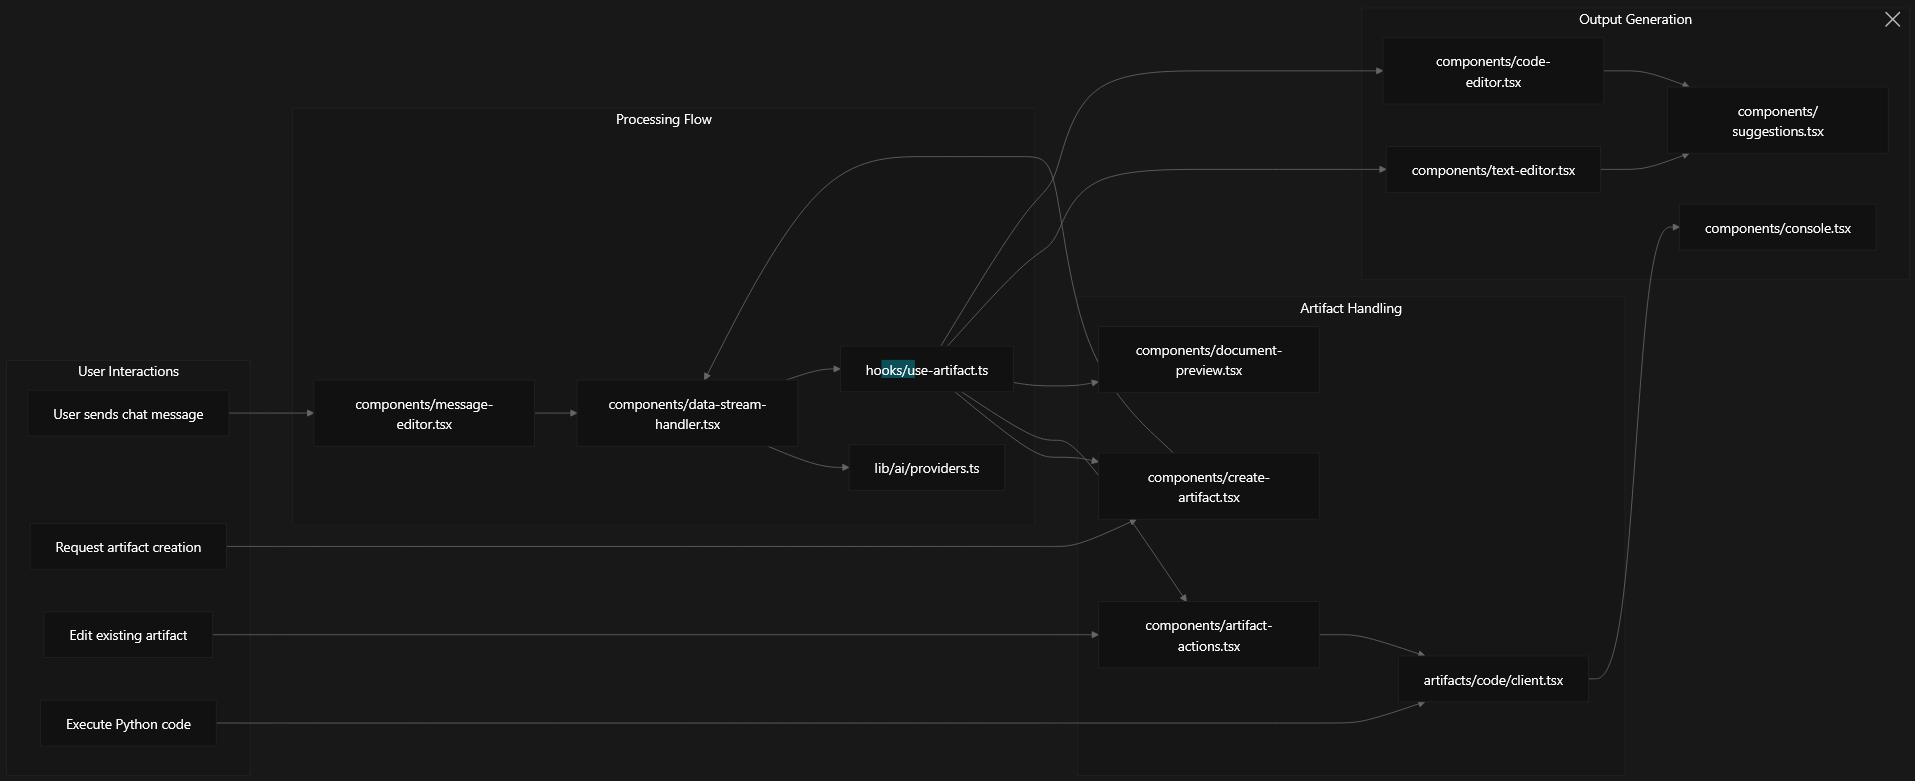 Output Generation
components/code-
editor.tsx
components/
suggestions.tsx
components/text-editor.tsx
components/console.tsx
Processing Flow
hooks/use-artifact.ts
components/message-
editor.tsx
components/data-stream-
handler.tsx
lib/ai/providers.ts
Artifact Handling
components/document-
preview.tsx
components/create-
artifact.tsx
components/artifact-
actions.tsx
artifacts/code/client.tsx
User Interactions
User sends chat message
Request artifact creation
Edit existing artifact
Execute Python code